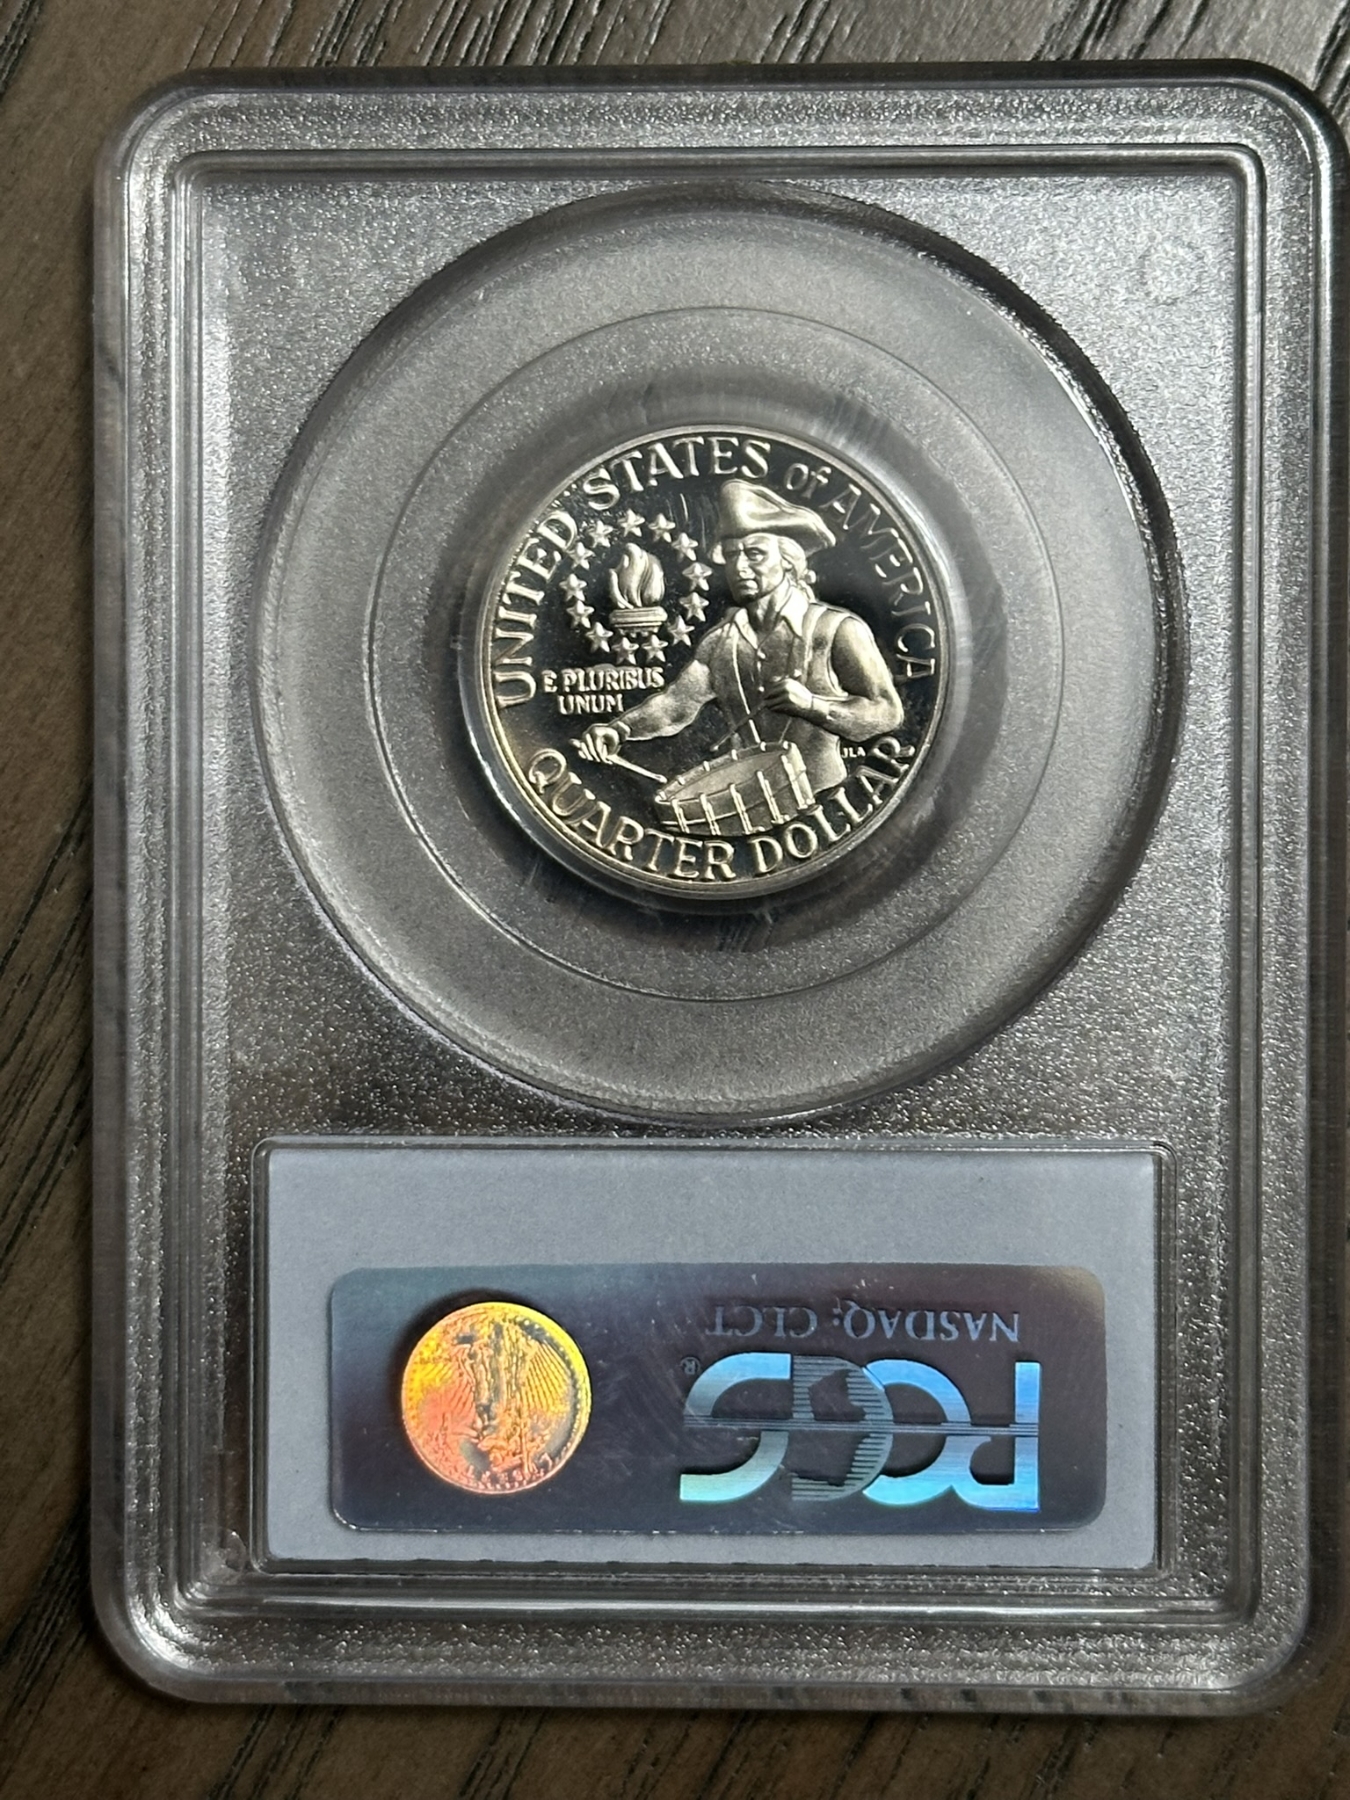 UNITED STATES of AMERICA
E PLURIBUS
UNUM
JLA
QUARTER DOLLAR
NASDAQ: CLCT
PCGS®